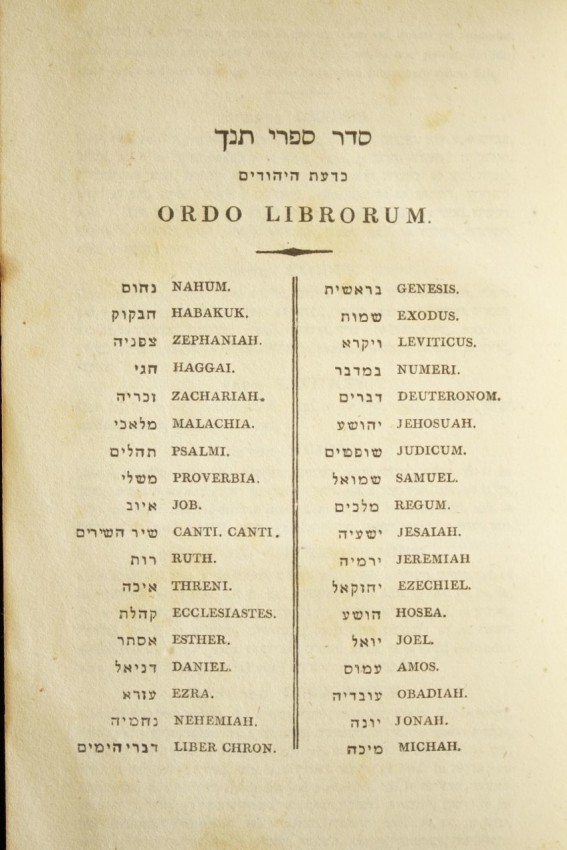 סדר ספרי תנך
כדעת היהודים
ORDO LIBRORUM.
בראשית GENESIS.
שמות EXODUS.
ויקרא LEVITICUS.
במדבר NUMERI.
דברים DEUTERONOM.
יהושע JEHOSUAH.
שופטים JUDICUM.
שמואל SAMUEL.
מלכים REGUM.
ישעיה JESAIAH.
ירמיה JEREMIAH
יחזקאל EZECHIEL.
הושע HOSEA.
יואל JOEL.
עמוס AMOS.
עובדיה OBADIAH.
יונה JONAH.
מיכה MICHAH.
נחום NAHUM.
חבקוק HABAKUK.
צפניה ZEPHANIAH.
חגי HAGGAI.
זכריה ZACHARIAH.
מלאכי MALACHIA.
תהלים PSALMI.
משלי PROVERBIA.
איוב JOB.
שיר השירים CANTI. CANTI.
רות RUTH.
איכה THRENI.
קהלת ECCLESIASTES.
אסתר ESTHER.
דניאל DANIEL.
עזרא EZRA.
נחמיה NEHEMIAH.
דברי הימים LIBER CHRON.